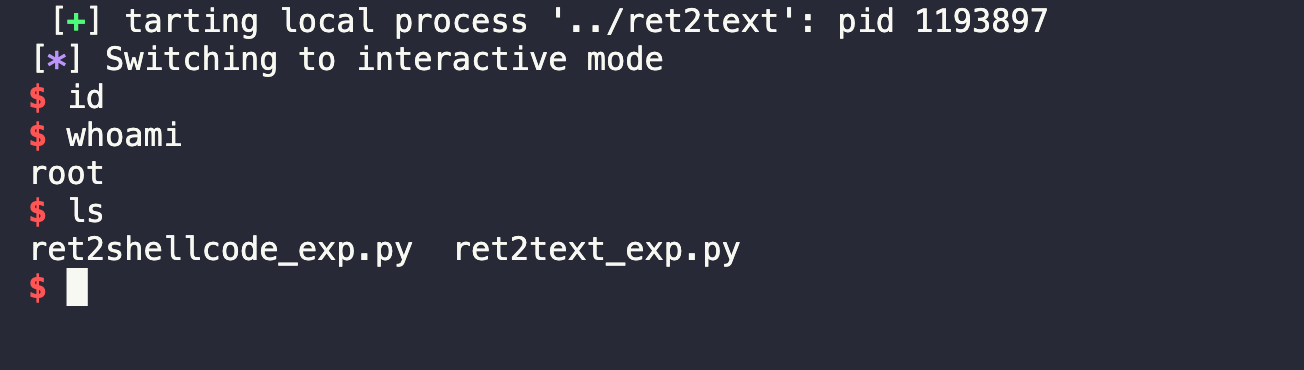 [+] tarting local process '../ret2text': pid 1193897
[*] Switching to interactive mode
$ id
$ whoami
root
$ ls
ret2shellcode_exp.py  ret2text_exp.py
$